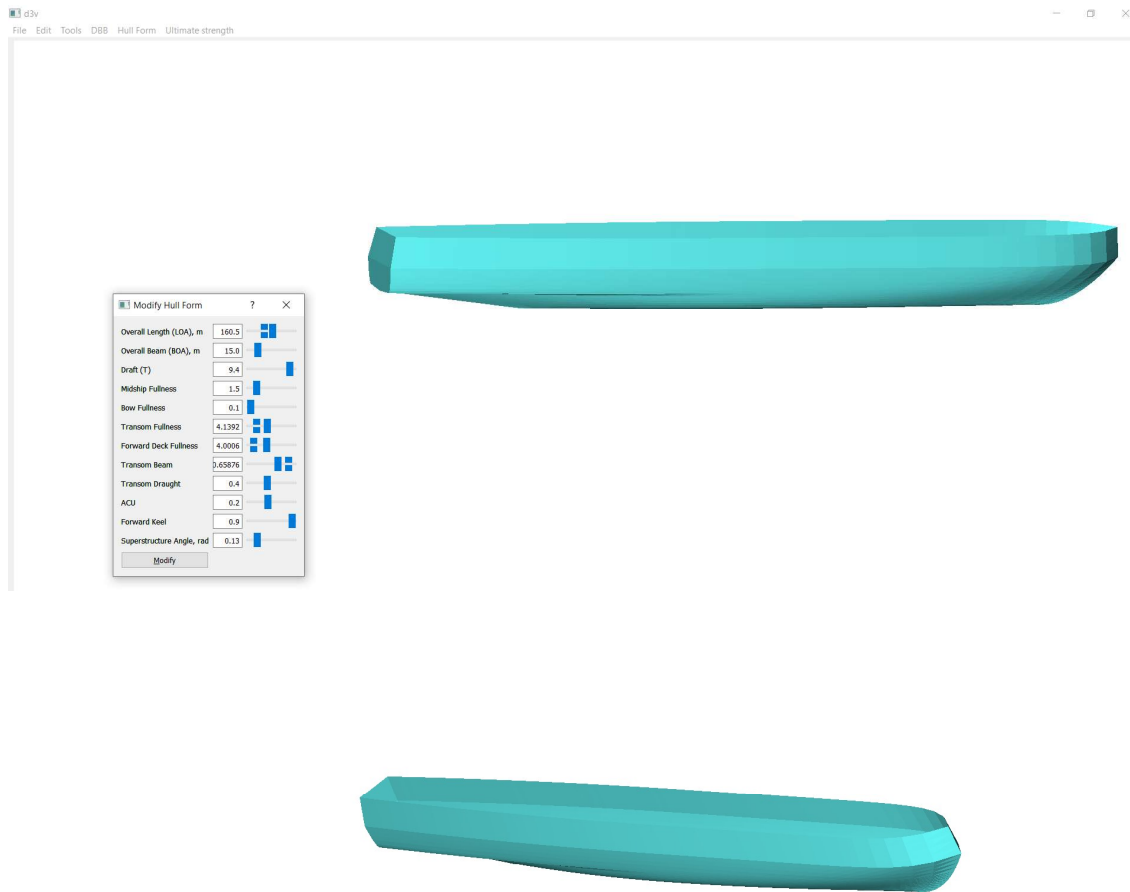 d3v
File Edit Tools DBB Hull Form Ultimate strength
Modify Hull Form ?
Overall Length (LOA), m 160.5
Overall Beam (BOA), m 15.0
Draft (T) 9.4
Midship Fullness 1.5
Bow Fullness 0.1
Transom Fullness 4.1392
Forward Deck Fullness 4.0006
Transom Beam 0.65876
Transom Draught 0.4
ACU 0.2
Forward Keel 0.9
Superstructure Angle, rad 0.13
Modify